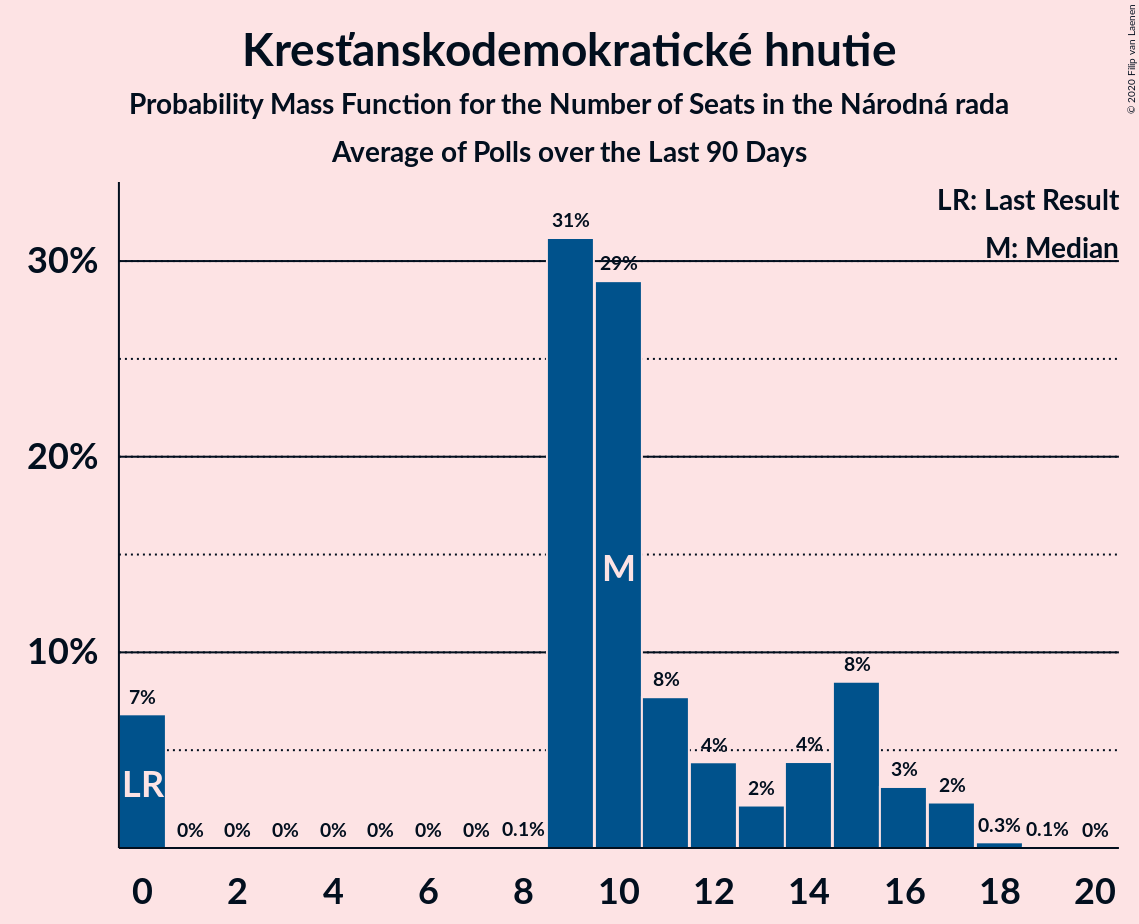 Kresťanskodemokratické hnutie
Probability Mass Function for the Number of Seats in the Národná rada
Average of Polls over the Last 90 Days
© 2020 Filip van Laenen
LR: Last Result
M: Median
30%
20%
10%
7%
0%
0%
0%
0%
0%
0%
0%
0.1%
31%
29%
8%
4%
2%
4%
8%
3%
2%
0.3%
0.1%
0%
LR
M
0 2 4 6 8 10 12 14 16 18 20